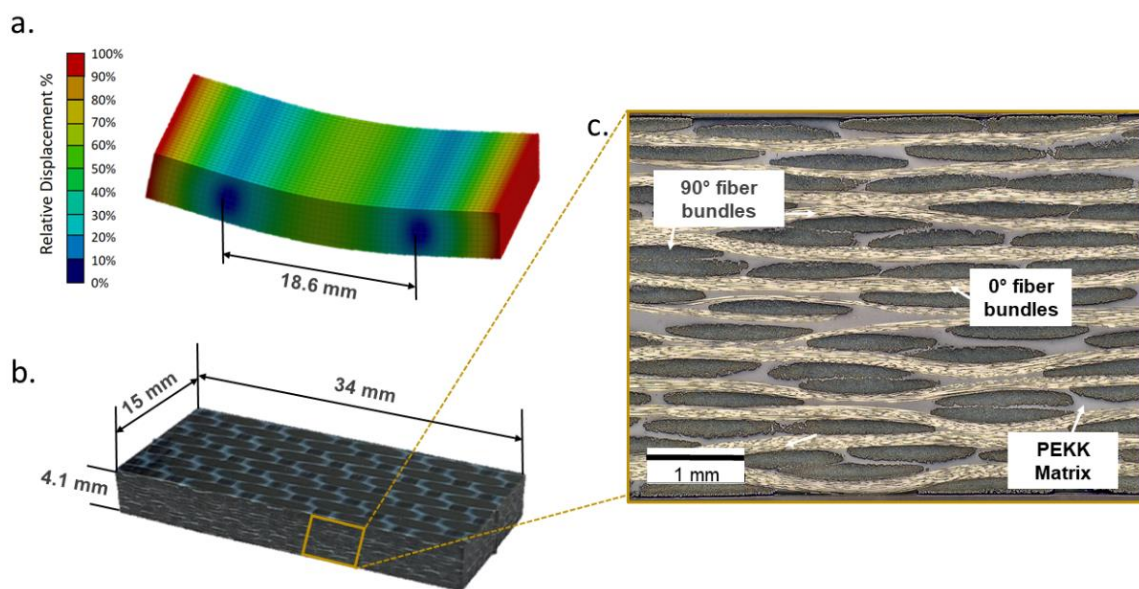 a.
Relative Displacement %
100%
90%
80%
70%
60%
50%
40%
30%
20%
10%
0%
18.6 mm
b.
15 mm
34 mm
4.1 mm
c.
90° fiber
bundles
0° fiber
bundles
PEKK
Matrix
1 mm